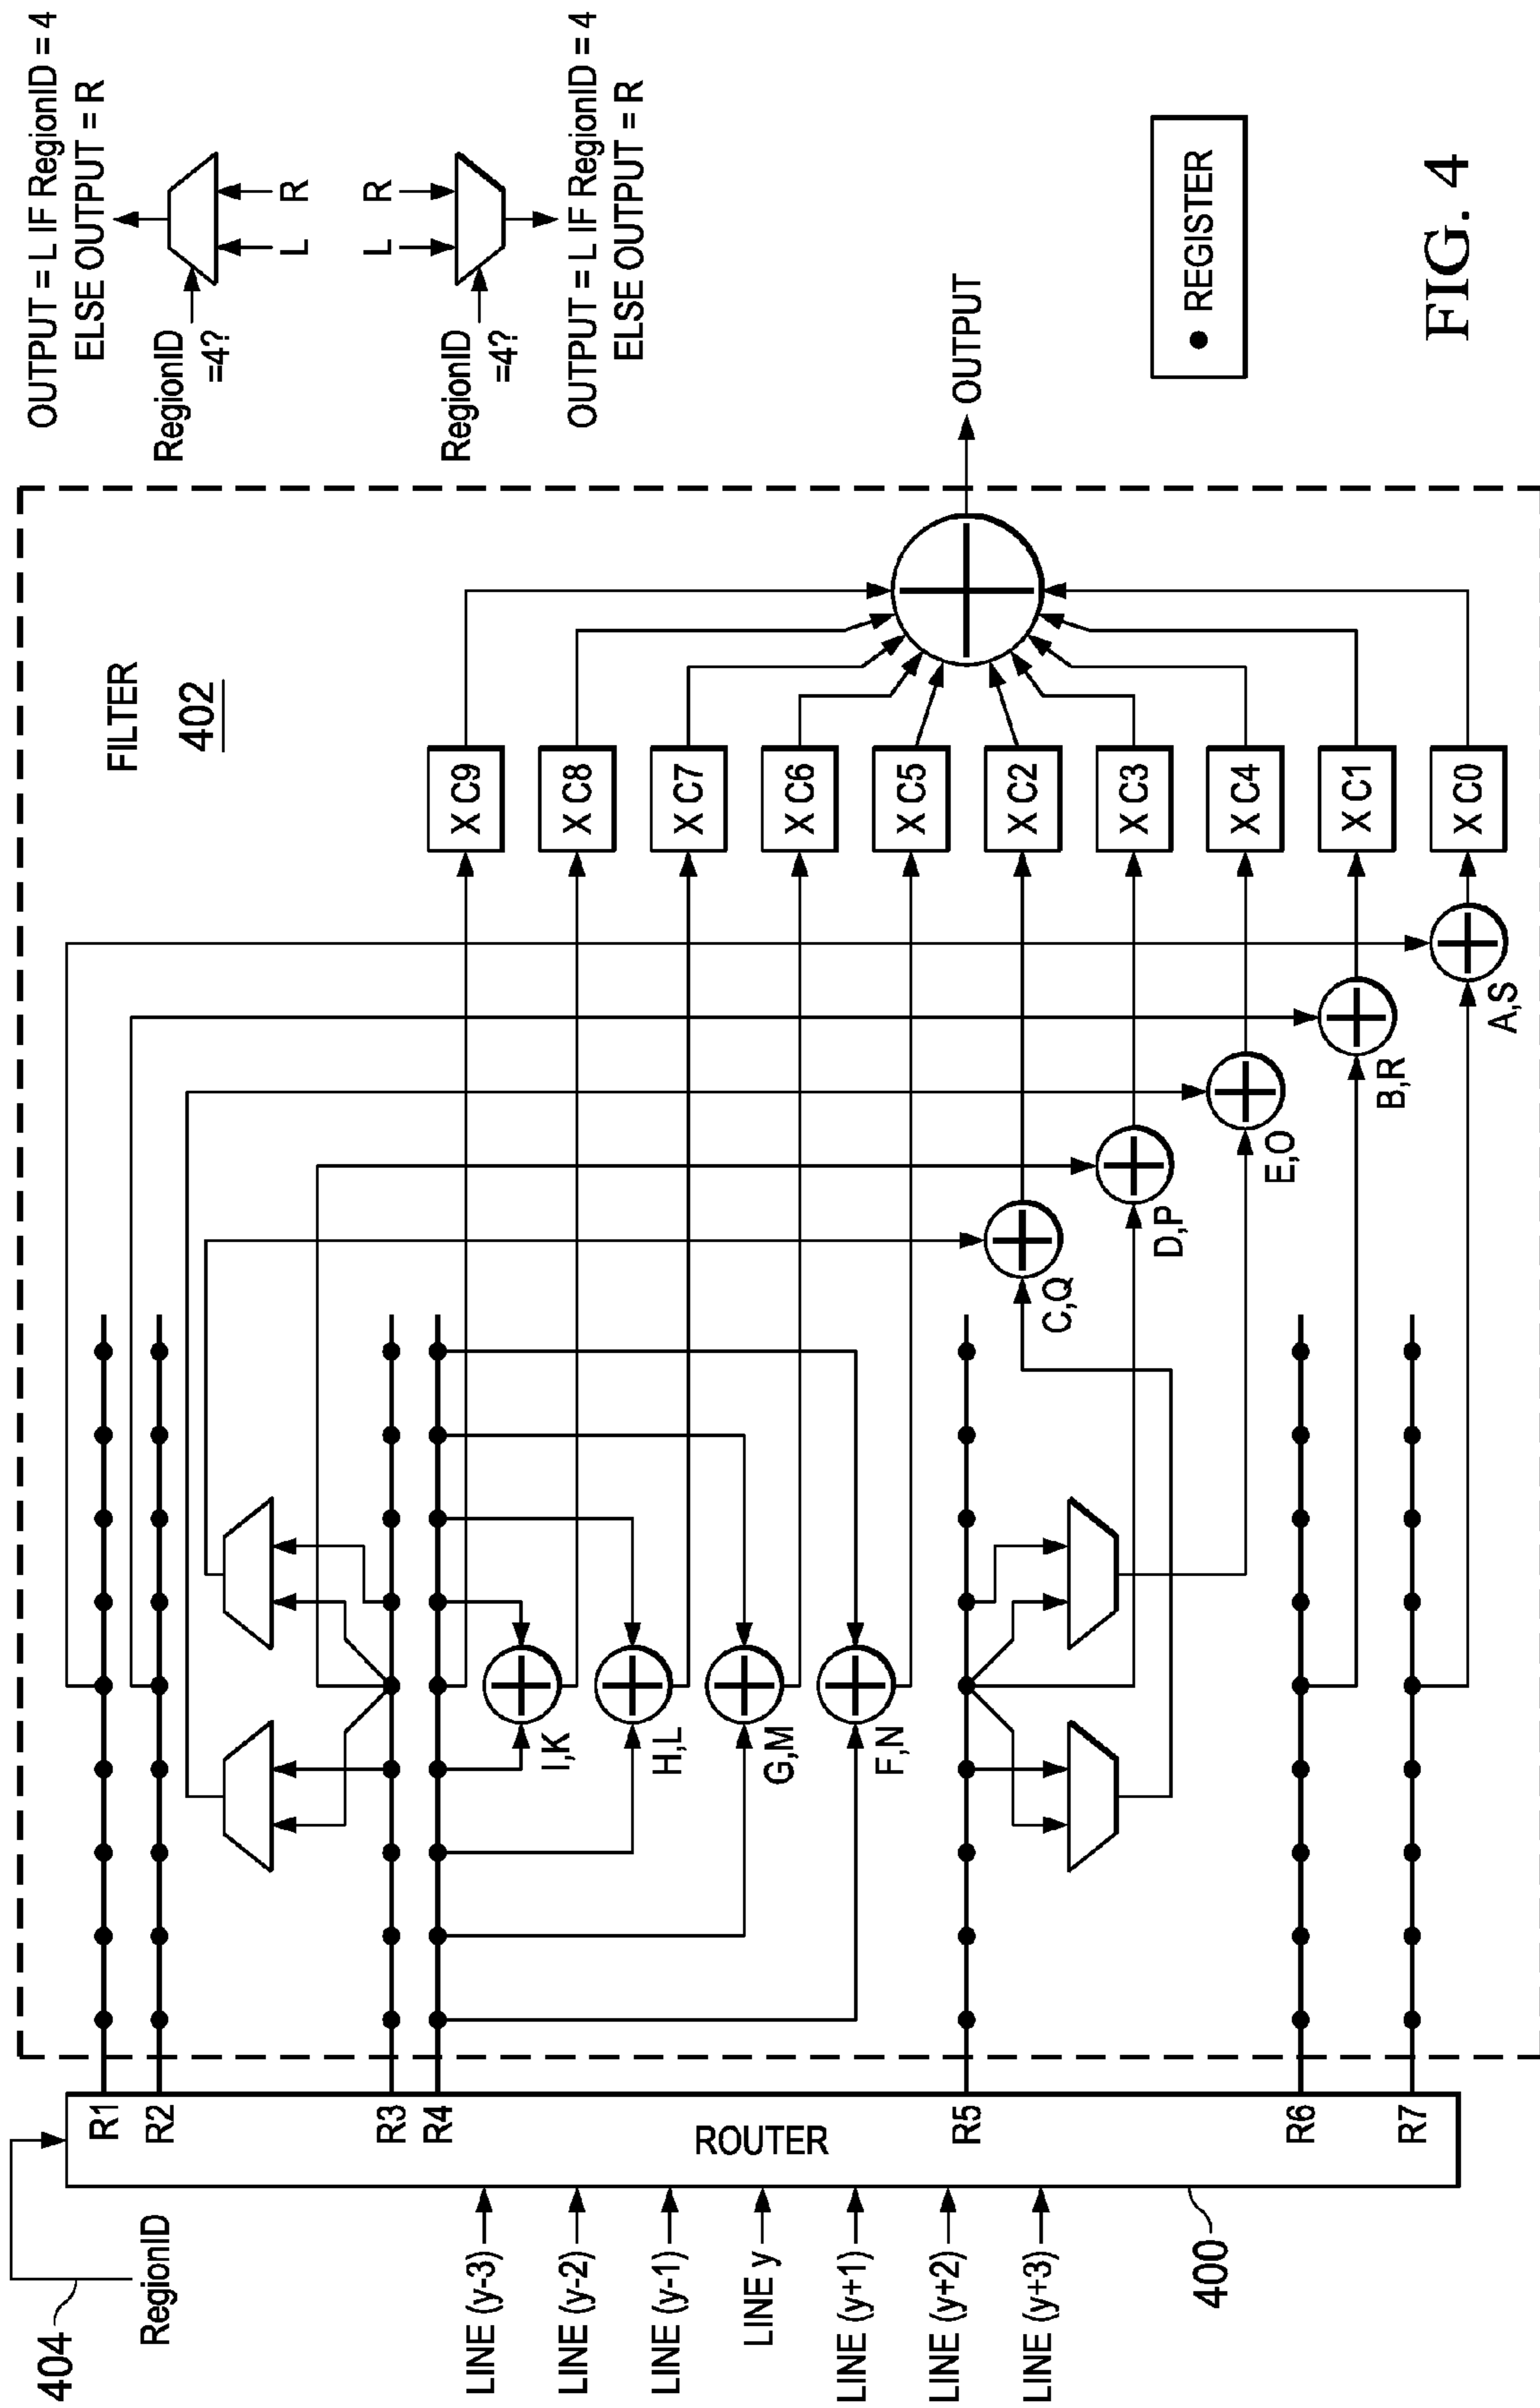 404
RegionID
LINE (y-3)
LINE (y-2)
LINE (y-1)
LINE y
LINE (y+1)
LINE (y+2)
LINE (y+3)
400
ROUTER
R1
R2
R3
R4
R5
R6
R7
FILTER
402
I,K
H,L
G,M
F,N
C,Q
D,P
E,O
B,R
A,S
X C9
X C8
X C7
X C6
X C5
X C2
X C3
X C4
X C1
X C0
OUTPUT
OUTPUT = L IF RegionID = 4
ELSE OUTPUT = R
RegionID
=4?
L R
L R
RegionID
=4?
OUTPUT = L IF RegionID = 4
ELSE OUTPUT = R
● REGISTER
FIG. 4